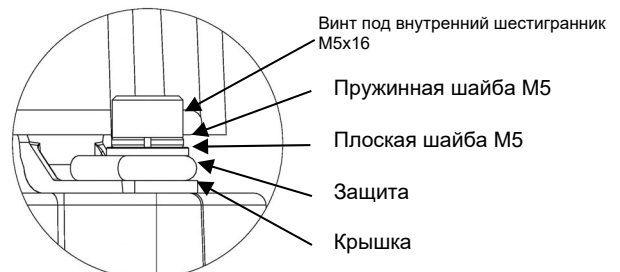 Винт под внутренний шестигранник
М5х16
Пружинная шайба М5
Плоская шайба М5
Защита
Крышка